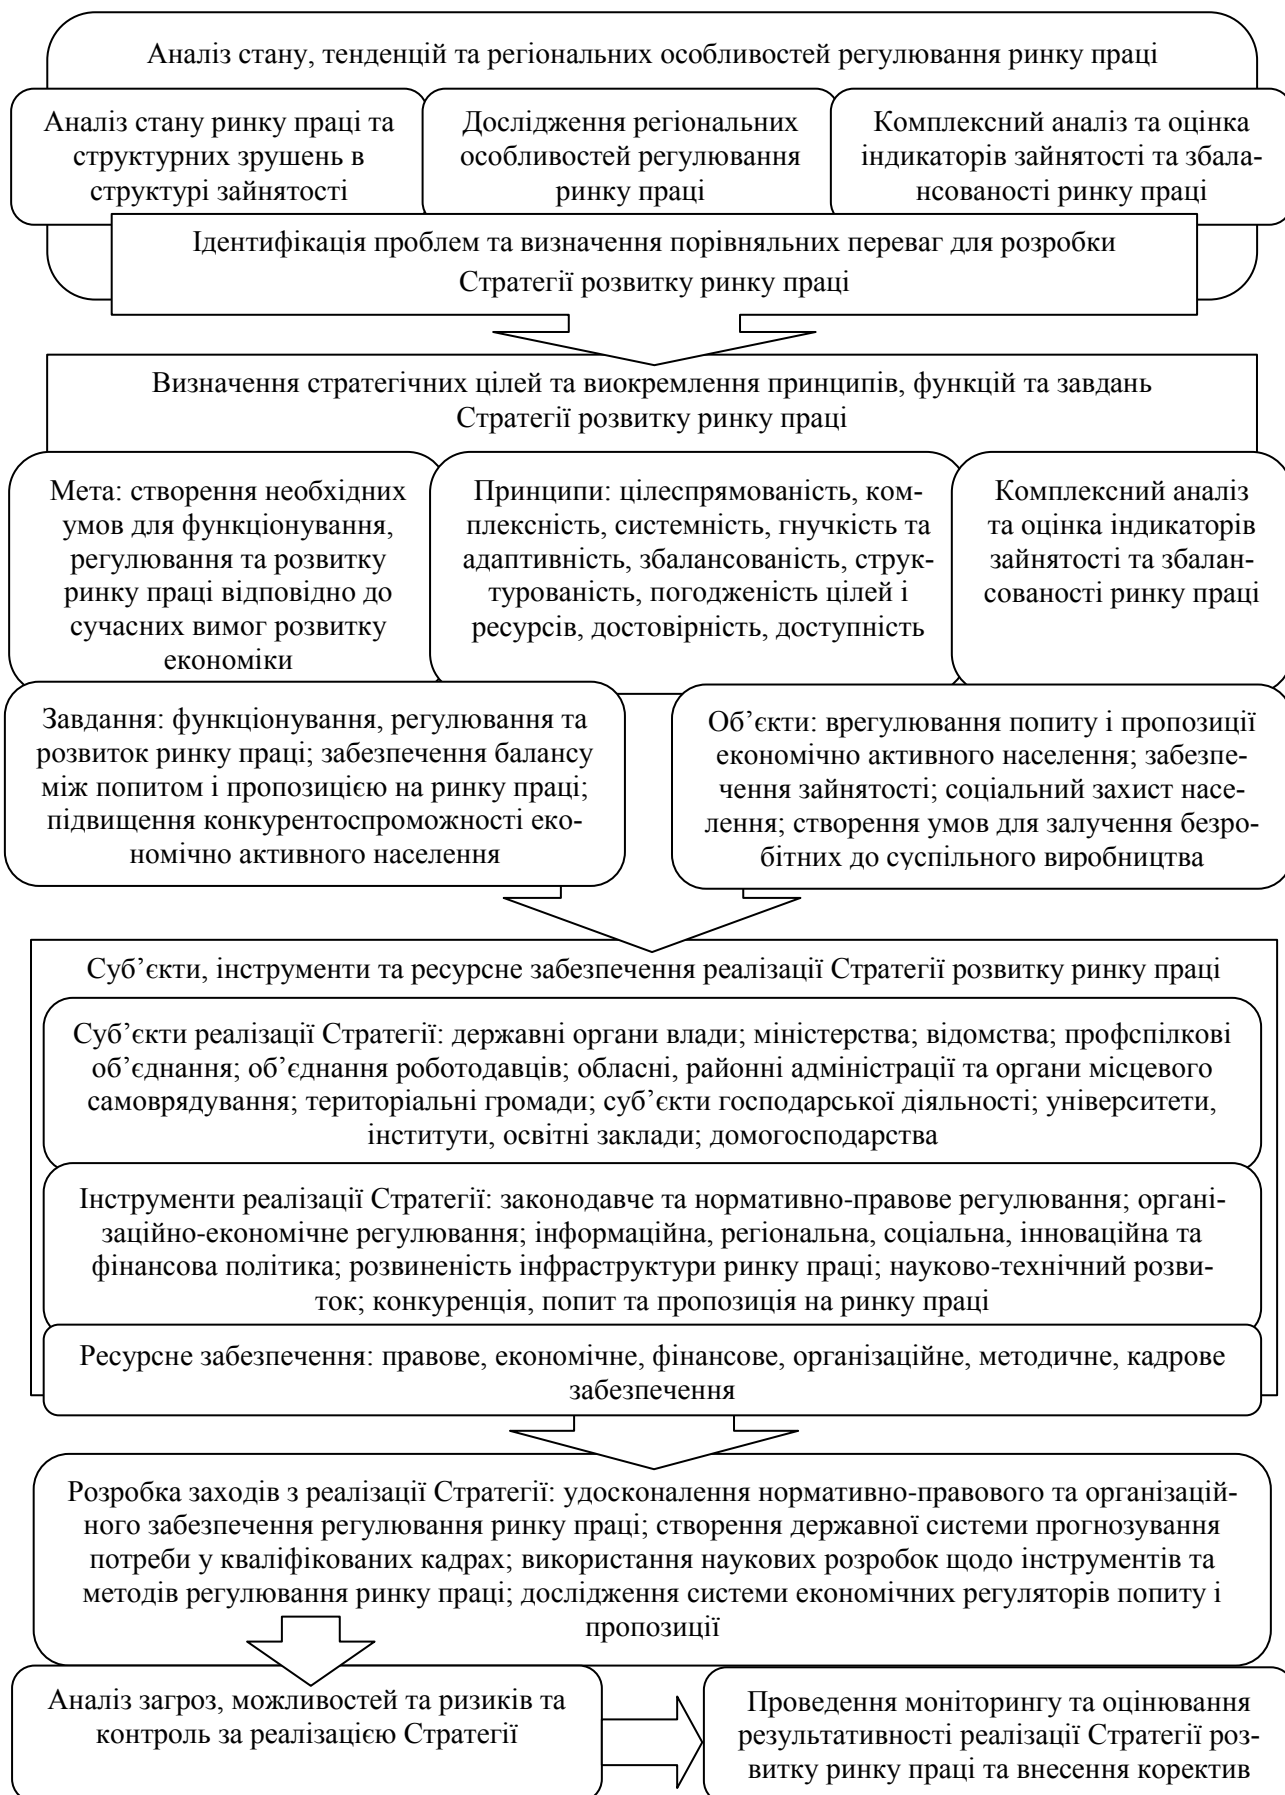 Аналіз стану, тенденцій та регіональних особливостей регулювання ринку праці
Аналіз стану ринку праці та
структурних зрушень в
структурі зайнятості
Дослідження регіональних
особливостей регулювання
ринку праці
Комплексний аналіз та оцінка
індикаторів зайнятості та збала-
нсованості ринку праці
Ідентифікація проблем та визначення порівняльних переваг для розробки
Стратегії розвитку ринку праці
Визначення стратегічних цілей та виокремлення принципів, функцій та завдань
Стратегії розвитку ринку праці
Мета: створення необхідних
умов для функціонування,
регулювання та розвитку
ринку праці відповідно до
сучасних вимог розвитку
економіки
Принципи: цілеспрямованість, ком-
плексність, системність, гнучкість та
адаптивність, збалансованість, струк-
турованість, погодженість цілей і
ресурсів, достовірність, доступність
Комплексний аналіз
та оцінка індикаторів
зайнятості та збалан-
сованості ринку праці
Завдання: функціонування, регулювання та
розвиток ринку праці; забезпечення балансу
між попитом і пропозицією на ринку праці;
підвищення конкурентоспроможності еко-
номічно активного населення
Об’єкти: врегулювання попиту і пропозиції
економічно активного населення; забезпе-
чення зайнятості; соціальний захист насе-
лення; створення умов для залучення безро-
бітних до суспільного виробництва
Суб’єкти, інструменти та ресурсне забезпечення реалізації Стратегії розвитку ринку праці
Суб’єкти реалізації Стратегії: державні органи влади; міністерства; відомства; профспілкові
об’єднання; об’єднання роботодавців; обласні, районні адміністрації та органи місцевого
самоврядування; територіальні громади; суб’єкти господарської діяльності; університети,
інститути, освітні заклади; домогосподарства
Інструменти реалізації Стратегії: законодавче та нормативно-правове регулювання; органі-
заційно-економічне регулювання; інформаційна, регіональна, соціальна, інноваційна та
фінансова політика; розвиненість інфраструктури ринку праці; науково-технічний розви-
ток; конкуренція, попит та пропозиція на ринку праці
Ресурсне забезпечення: правове, економічне, фінансове, організаційне, методичне, кадрове
забезпечення
Розробка заходів з реалізації Стратегії: удосконалення нормативно-правового та організацій-
ного забезпечення регулювання ринку праці; створення державної системи прогнозування
потреби у кваліфікованих кадрах; використання наукових розробок щодо інструментів та
методів регулювання ринку праці; дослідження системи економічних регуляторів попиту і
пропозиції
Аналіз загроз, можливостей та ризиків та
контроль за реалізацією Стратегії
Проведення моніторингу та оцінювання
результативності реалізації Стратегії роз-
витку ринку праці та внесення коректив